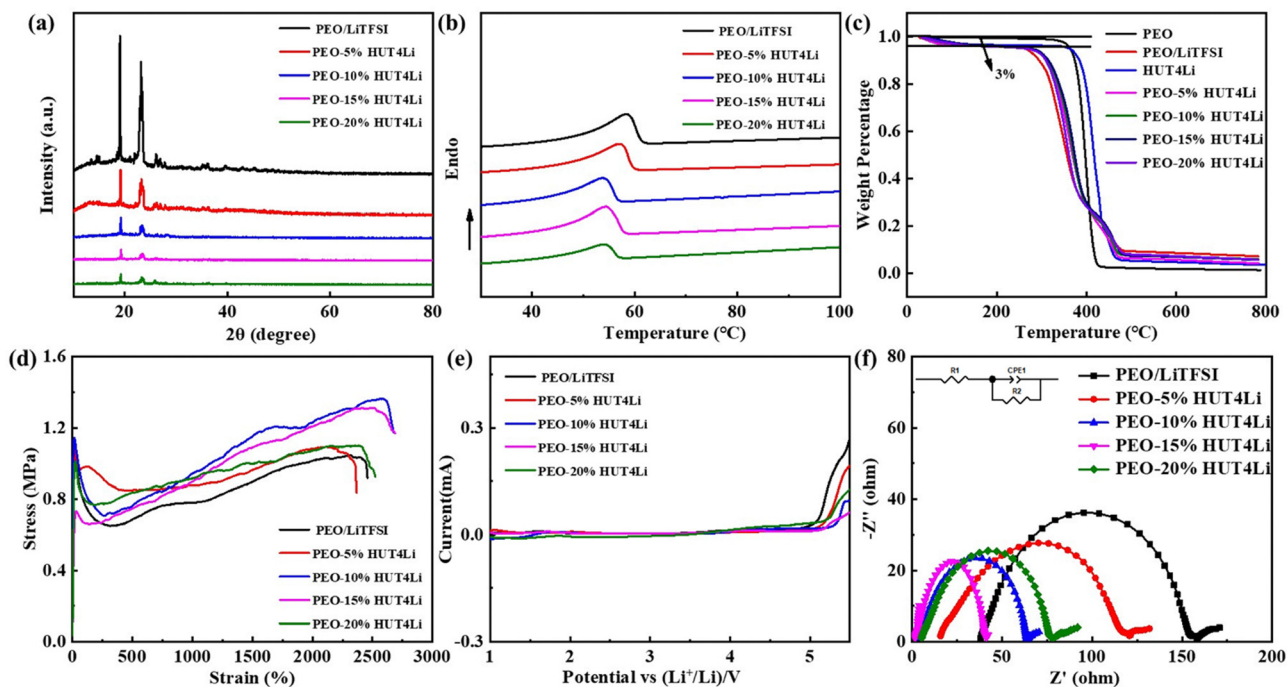 (a)
PEO/LiTFSI
PEO-5% HUT4Li
PEO-10% HUT4Li
PEO-15% HUT4Li
PEO-20% HUT4Li
Intensity (a.u.)
20 40 60 80
2θ (degree)
(b)
PEO/LiTFSI
PEO-5% HUT4Li
PEO-10% HUT4Li
PEO-15% HUT4Li
PEO-20% HUT4Li
Endo
40 60 80 100
Temperature (℃)
(c)
PEO
PEO/LiTFSI
HUT4Li
PEO-5% HUT4Li
PEO-10% HUT4Li
PEO-15% HUT4Li
PEO-20% HUT4Li
3%
Weight Percentage
1.0
0.8
0.6
0.4
0.2
0.0
0 200 400 600 800
Temperature (℃)
(d)
1.6
1.2
0.8
0.4
0.0
Stress (MPa)
PEO/LiTFSI
PEO-5% HUT4Li
PEO-10% HUT4Li
PEO-15% HUT4Li
PEO-20% HUT4Li
0 500 1000 1500 2000 2500 3000
Strain (%)
(e)
PEO/LiTFSI
PEO-5% HUT4Li
PEO-10% HUT4Li
PEO-15% HUT4Li
PEO-20% HUT4Li
0.3
0.0
-0.3
Current(mA)
1 2 3 4 5
Potential vs (Li⁺/Li)/V
(f)
R1
CPE1
R2
PEO/LiTFSI
PEO-5% HUT4Li
PEO-10% HUT4Li
PEO-15% HUT4Li
PEO-20% HUT4Li
80
60
40
20
0
-Z'' (ohm)
0 50 100 150 200
Z' (ohm)